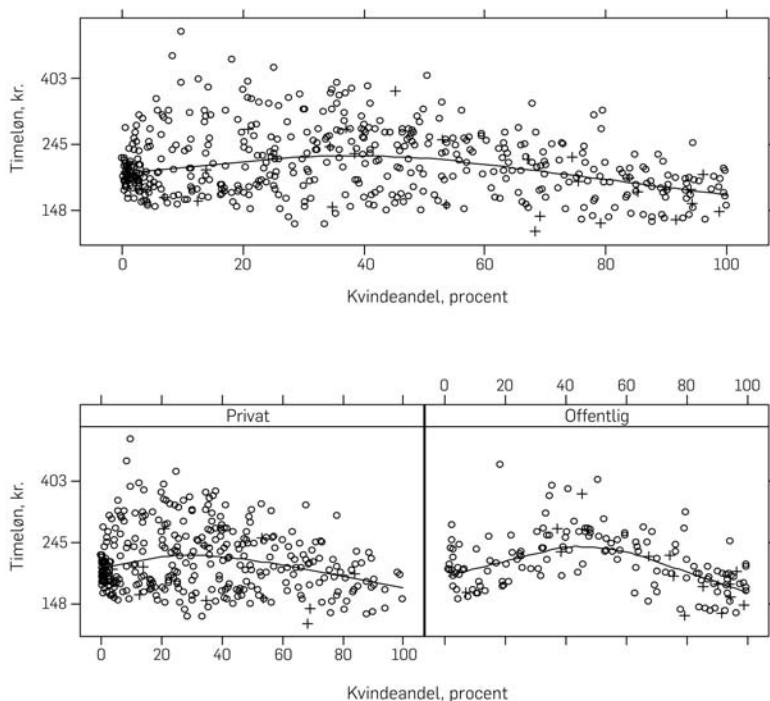 Timeløn, kr.
403
245
148
0 20 40 60 80 100
Kvindeandel, procent
0 20 40 60 80 100
Privat Offentlig
Timeløn, kr.
403
245
148
0 20 40 60 80 100
Kvindeandel, procent